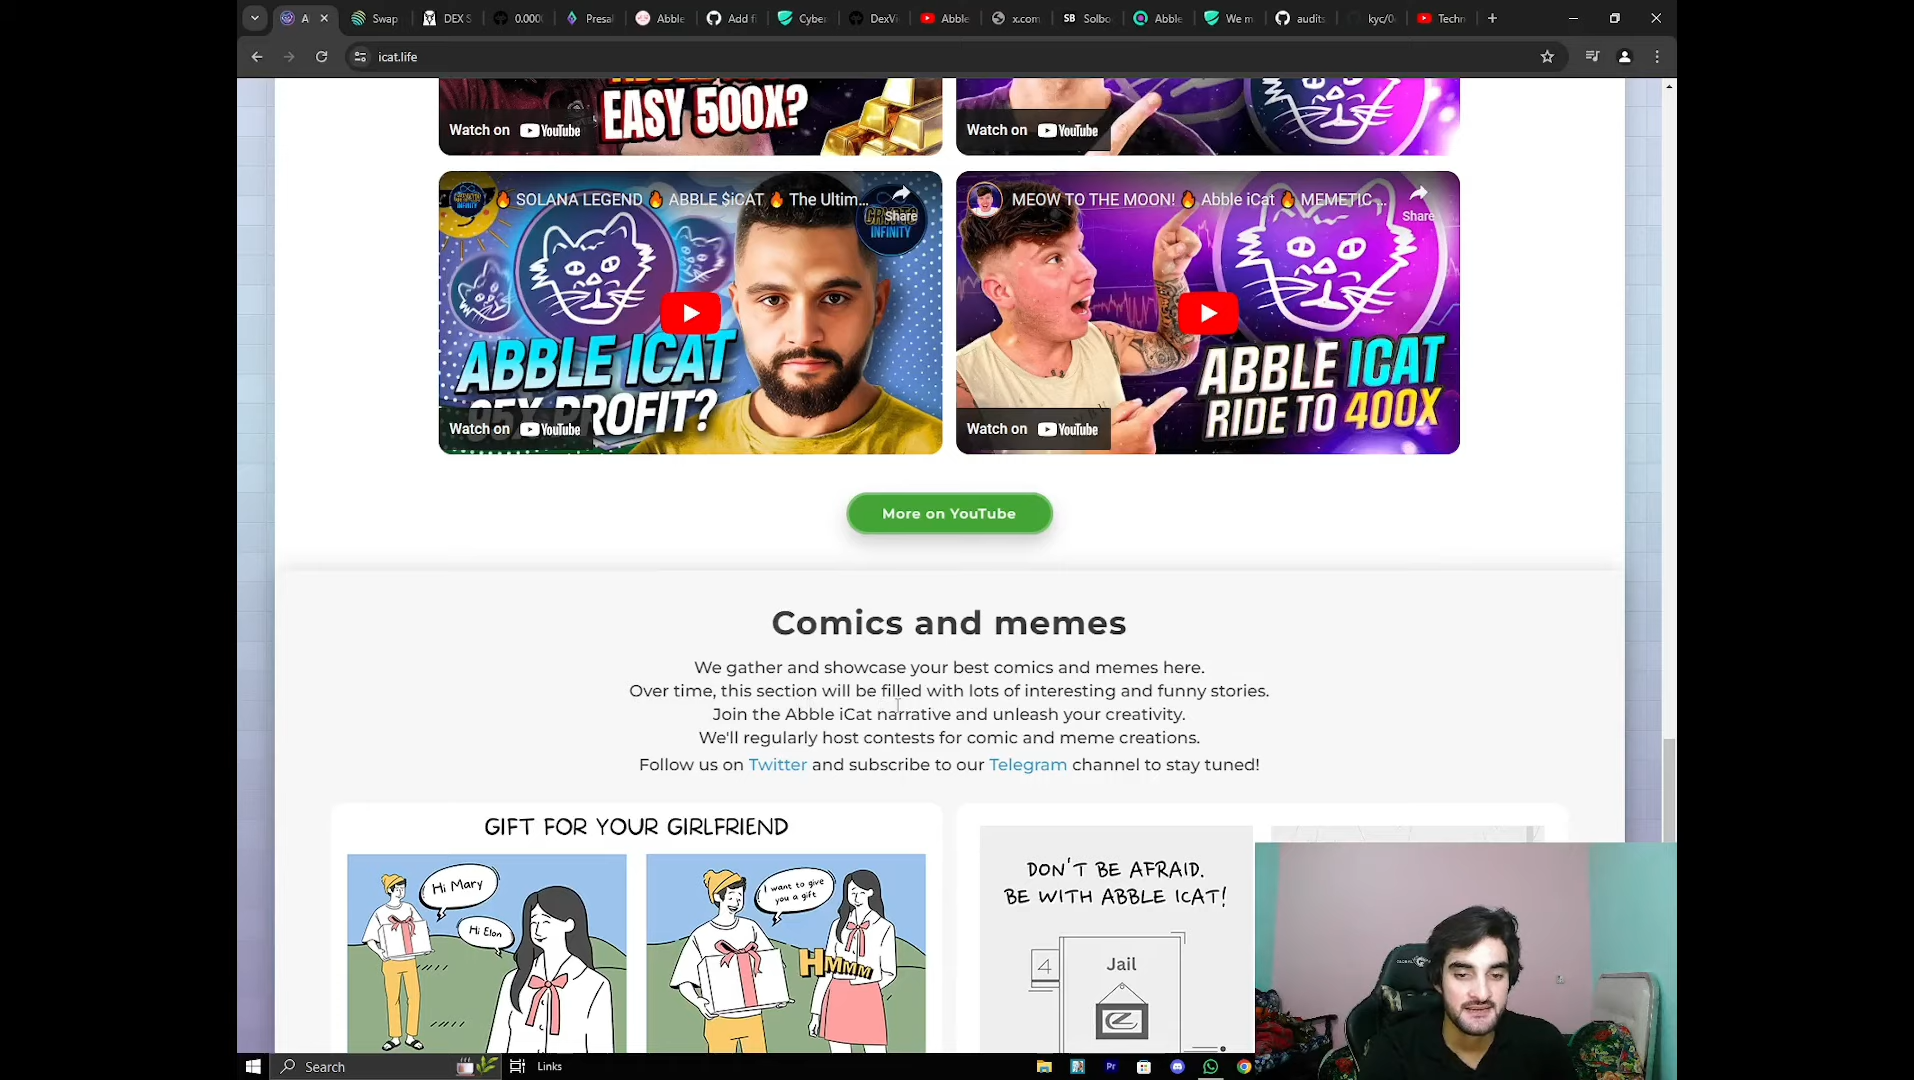 A
Swap
DEX S
0.000
Presal
Abble
Add fi
Cyber
DexVi
Abble
x.com
SB Solbo
Abble
We m
audits
kyc/0
Techn
icat.life
EASY 500X?
Watch on YouTube
Watch on YouTube
🔥 SOLANA LEGEND 🔥 ABBLE $iCAT 🔥 The Ultim...
Share
CRYPTO INFINITY
ABBLE ICAT
95X PROFIT?
Watch on YouTube
MEOW TO THE MOON! 🔥 Abble iCat 🔥 MEMETIC ...
Share
ABBLE ICAT
RIDE TO 400X
Watch on YouTube
More on YouTube
Comics and memes
We gather and showcase your best comics and memes here.
Over time, this section will be filled with lots of interesting and funny stories.
Join the Abble iCat narrative and unleash your creativity.
We'll regularly host contests for comic and meme creations.
Follow us on Twitter and subscribe to our Telegram channel to stay tuned!
GIFT FOR YOUR GIRLFRIEND
Hi Mary
Hi Elon
I want to give
you a gift
HMMM
DON'T BE AFRAID.
BE WITH ABBLE ICAT!
4
Jail
Search
Links
Pr